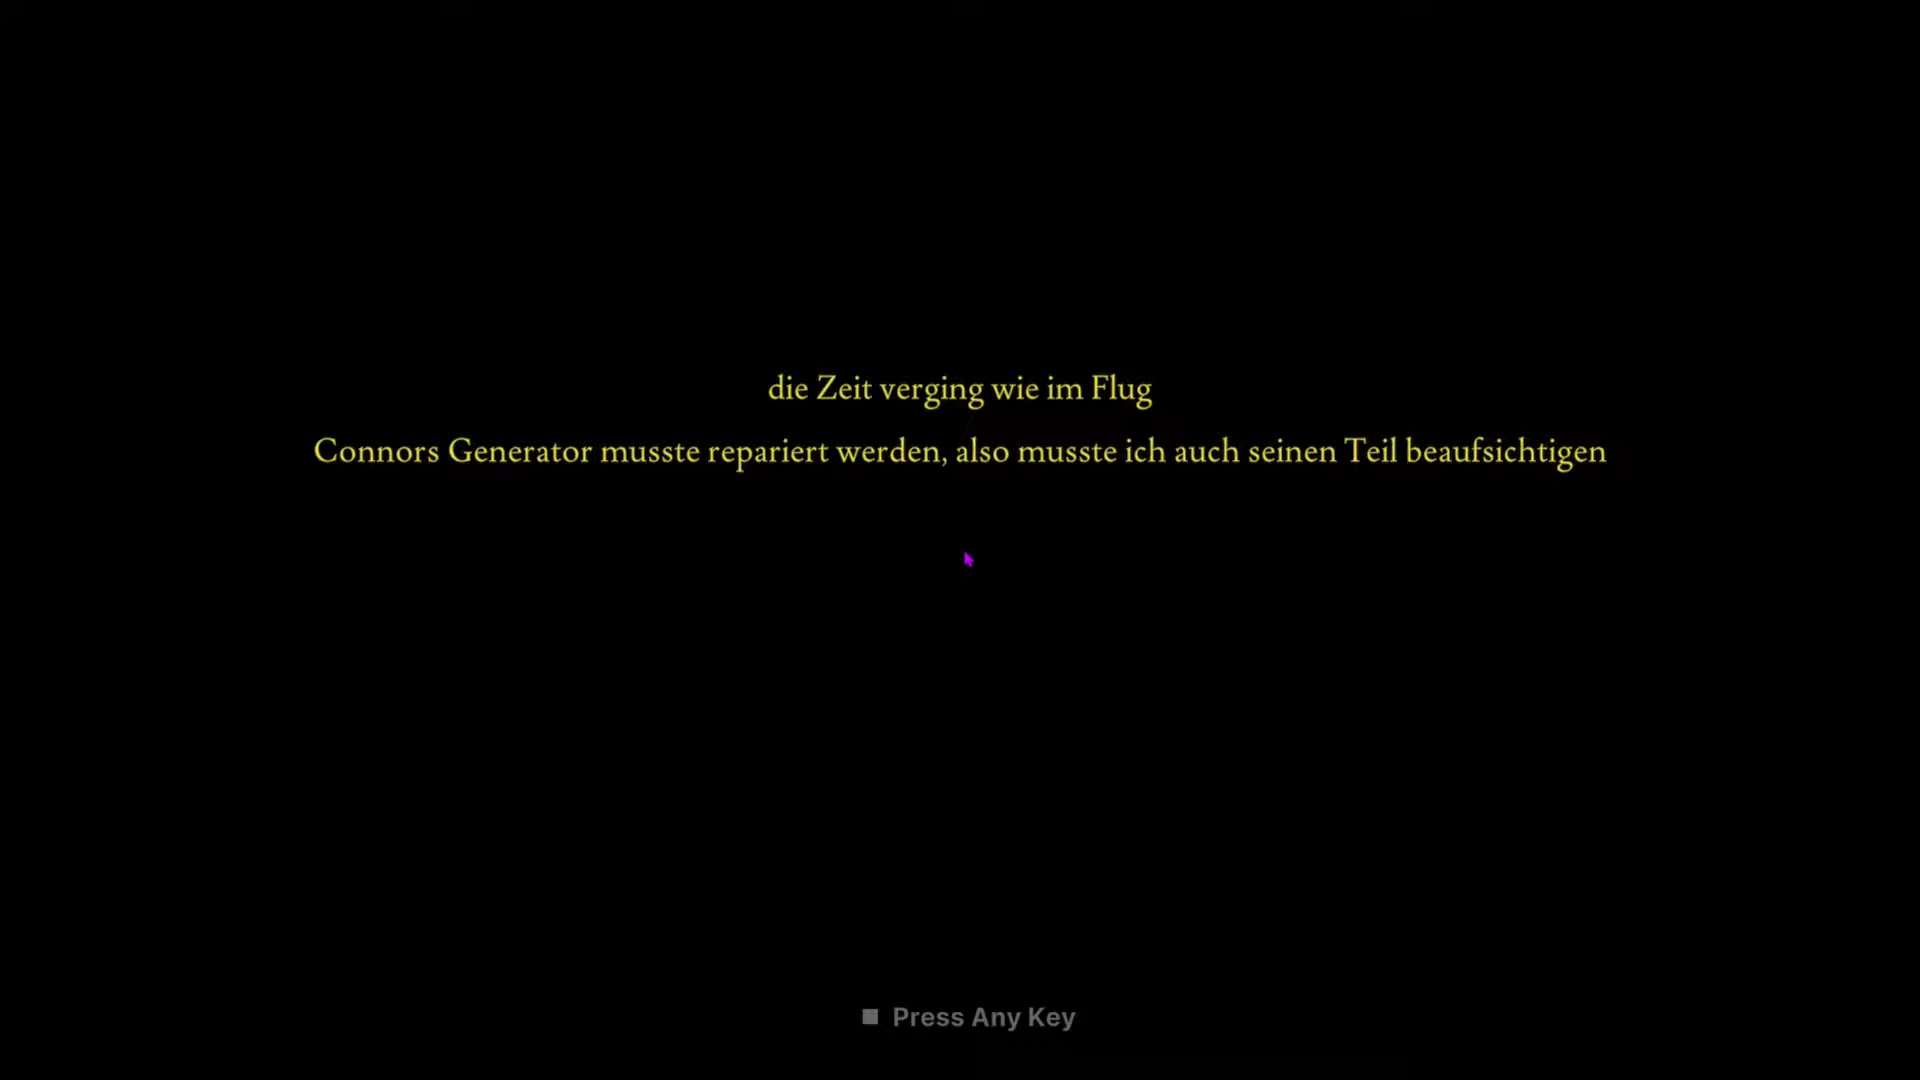 die Zeit verging wie im Flug
Connors Generator musste repariert werden, also musste ich auch seinen Teil beaufsichtigen
Press Any Key